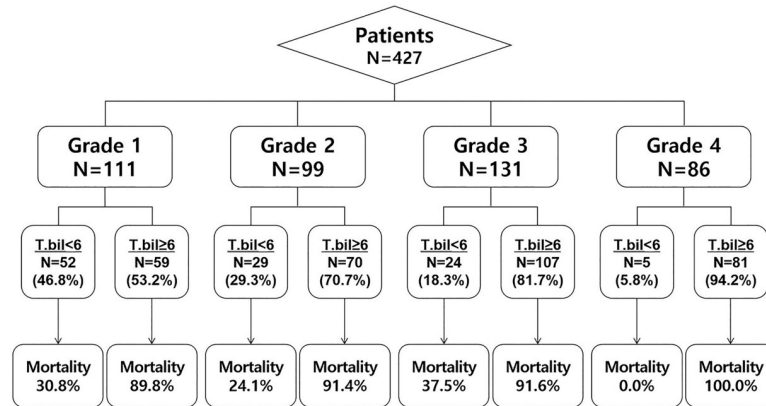 Patients
N=427
Grade 1
N=111
Grade 2
N=99
Grade 3
N=131
Grade 4
N=86
T.bil<6
N=52
(46.8%)
T.bil≥6
N=59
(53.2%)
T.bil<6
N=29
(29.3%)
T.bil≥6
N=70
(70.7%)
T.bil<6
N=24
(18.3%)
T.bil≥6
N=107
(81.7%)
T.bil<6
N=5
(5.8%)
T.bil≥6
N=81
(94.2%)
Mortality
30.8%
Mortality
89.8%
Mortality
24.1%
Mortality
91.4%
Mortality
37.5%
Mortality
91.6%
Mortality
0.0%
Mortality
100.0%